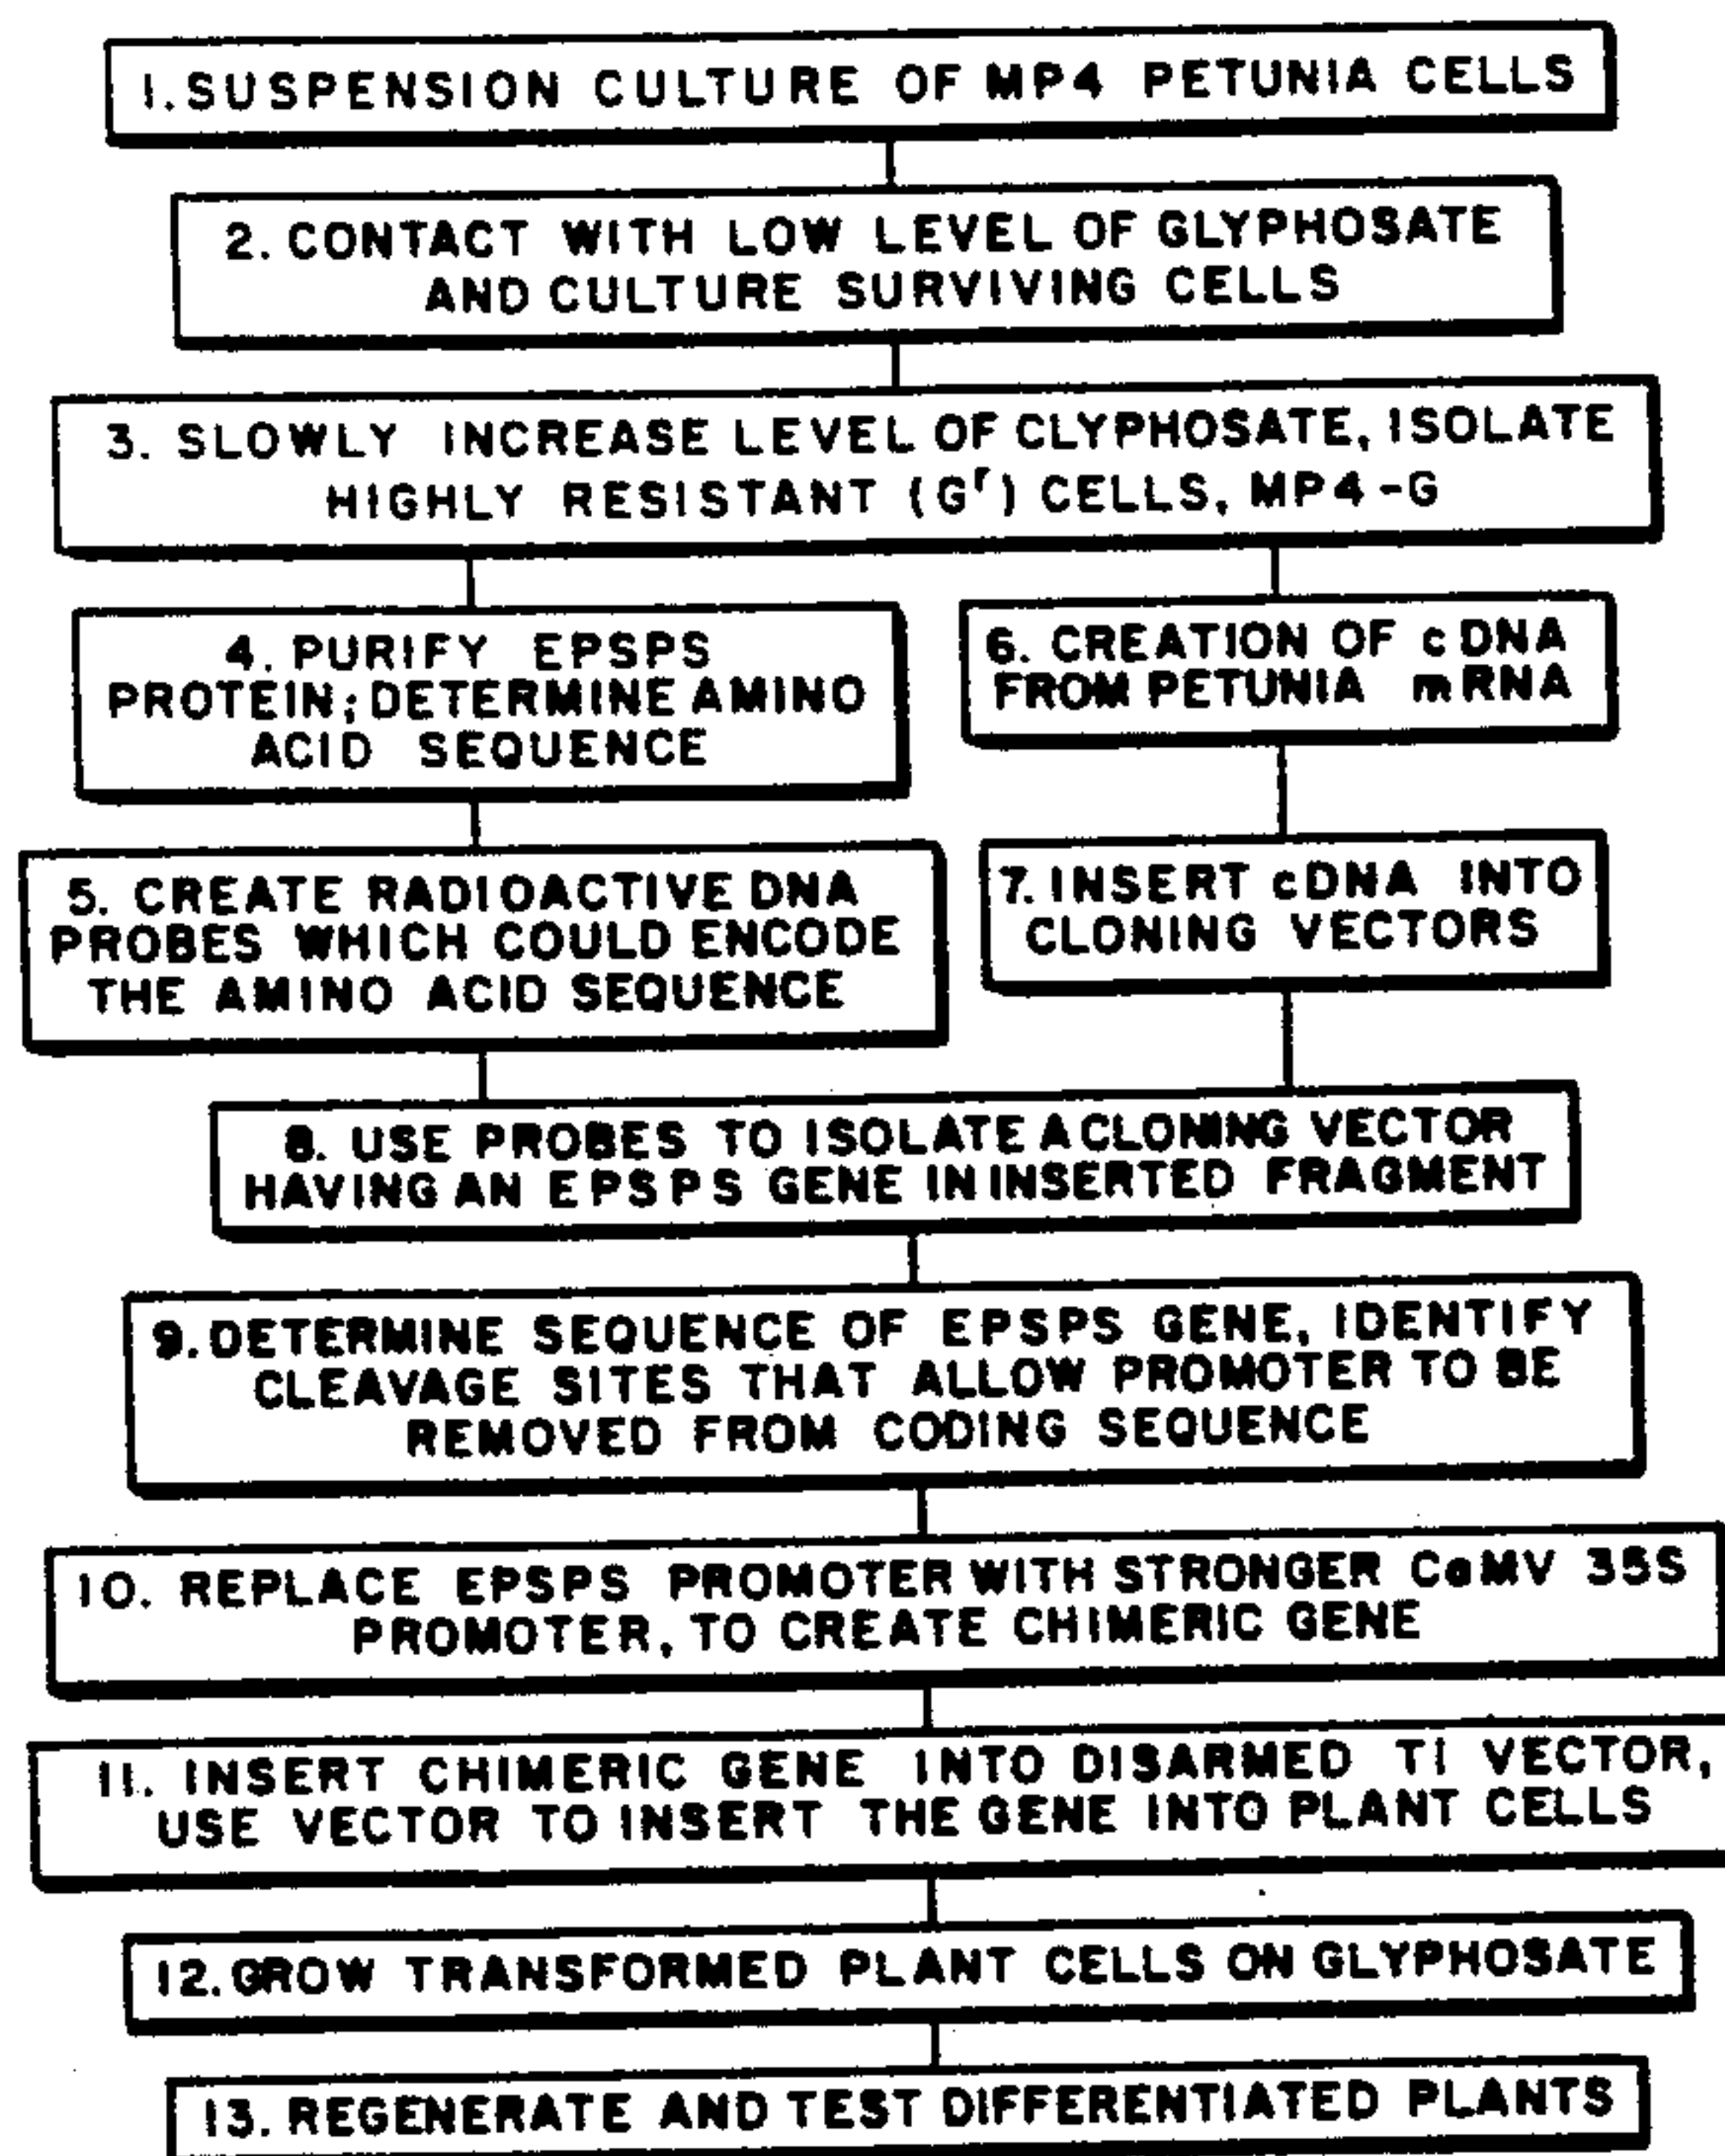 1. SUSPENSION CULTURE OF MP4 PETUNIA CELLS
2. CONTACT WITH LOW LEVEL OF GLYPHOSATE
AND CULTURE SURVIVING CELLS
3. SLOWLY INCREASE LEVEL OF CLYPHOSATE, ISOLATE
HIGHLY RESISTANT (Gʳ) CELLS, MP4-G
4. PURIFY EPSPS
PROTEIN; DETERMINE AMINO
ACID SEQUENCE
5. CREATE RADIOACTIVE DNA
PROBES WHICH COULD ENCODE
THE AMINO ACID SEQUENCE
6. CREATION OF cDNA
FROM PETUNIA mRNA
7. INSERT cDNA INTO
CLONING VECTORS
8. USE PROBES TO ISOLATE A CLONING VECTOR
HAVING AN EPSPS GENE IN INSERTED FRAGMENT
9. DETERMINE SEQUENCE OF EPSPS GENE, IDENTIFY
CLEAVAGE SITES THAT ALLOW PROMOTER TO BE
REMOVED FROM CODING SEQUENCE
10. REPLACE EPSPS PROMOTER WITH STRONGER CaMV 35S
PROMOTER, TO CREATE CHIMERIC GENE
11. INSERT CHIMERIC GENE INTO DISARMED TI VECTOR,
USE VECTOR TO INSERT THE GENE INTO PLANT CELLS
12. GROW TRANSFORMED PLANT CELLS ON GLYPHOSATE
13. REGENERATE AND TEST DIFFERENTIATED PLANTS